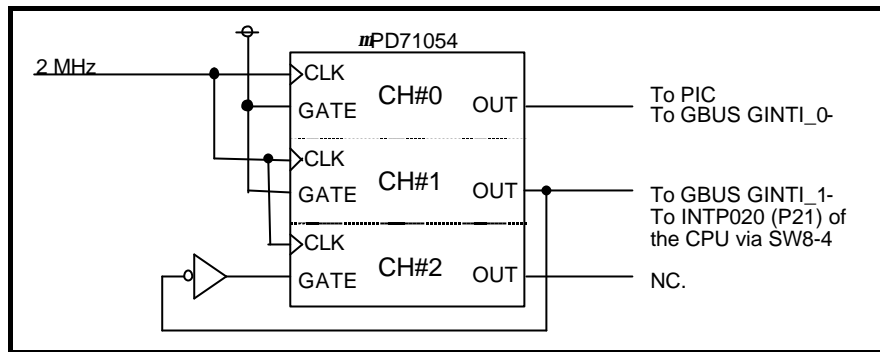 mPD71054
2 MHz
CLK
CH#0
GATE
OUT
To PIC
To GBUS GINTI_0-
CLK
CH#1
GATE
OUT
To GBUS GINTI_1-
To INTP020 (P21) of
the CPU via SW8-4
CLK
CH#2
GATE
OUT
NC.